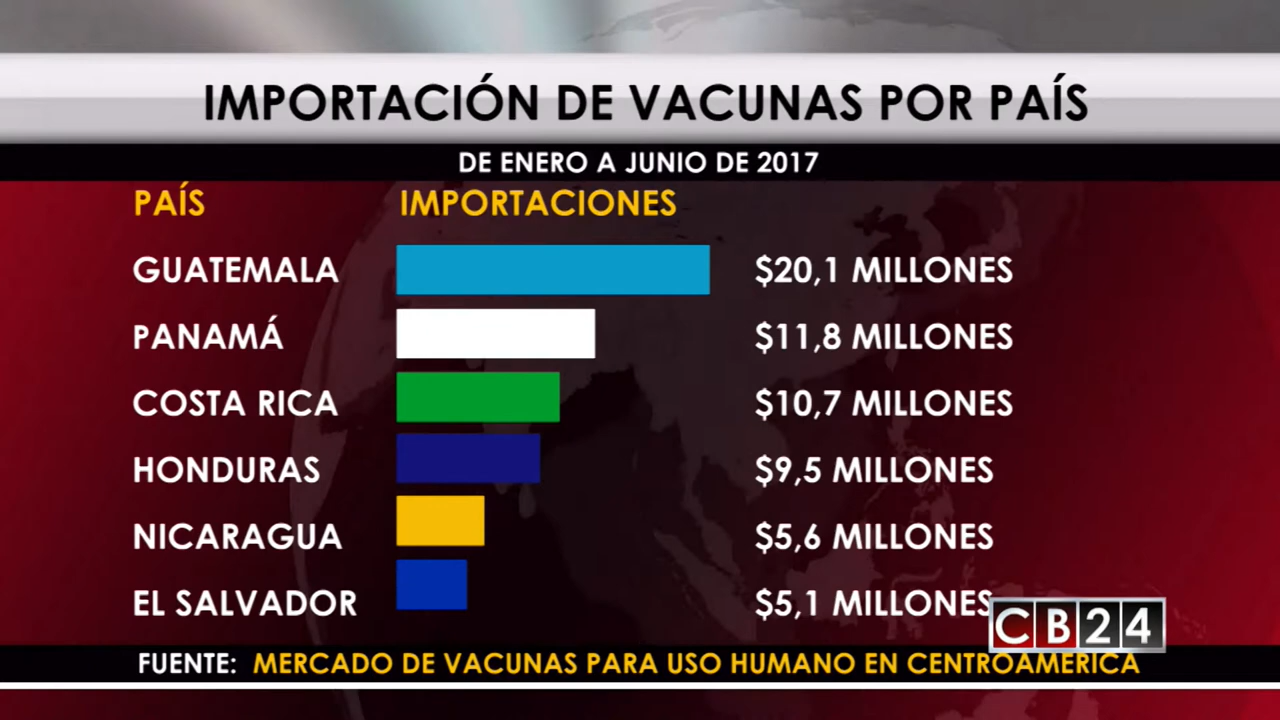 IMPORTACIÓN DE VACUNAS POR PAÍS
DE ENERO A JUNIO DE 2017
PAÍS IMPORTACIONES
GUATEMALA $20,1 MILLONES
PANAMÁ $11,8 MILLONES
COSTA RICA $10,7 MILLONES
HONDURAS $9,5 MILLONES
NICARAGUA $5,6 MILLONES
EL SALVADOR $5,1 MILLONES
CB24
FUENTE: MERCADO DE VACUNAS PARA USO HUMANO EN CENTROAMÉRICA